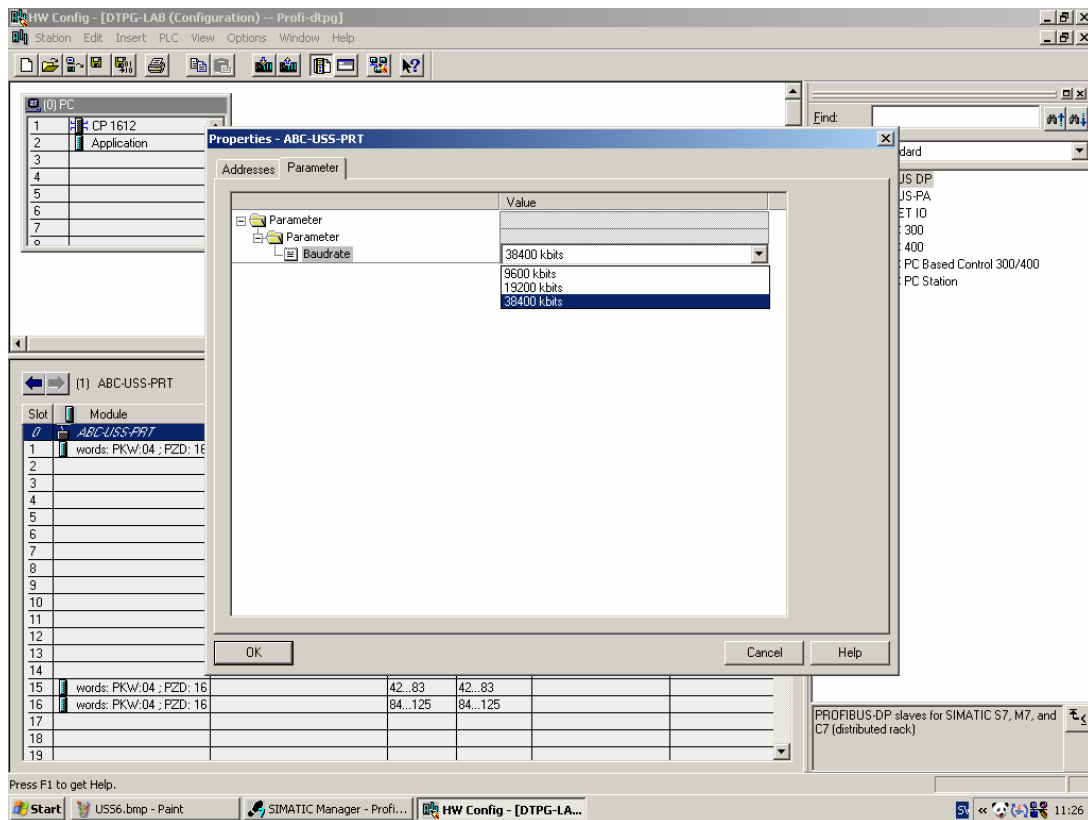 HW Config - [DTPG-LAB (Configuration) -- Profi-dtpg]
Station Edit Insert PLC View Options Window Help
(0) PC
1 CP 1612
2 Application
3
4
5
6
7
Find:
dard
US DP
US-PA
ET IO
300
400
PC Based Control 300/400
PC Station
Properties - ABC-USS-PRT
Addresses Parameter
Value
Parameter
Parameter
Baudrate 38400 kbits
9600 kbits
19200 kbits
38400 kbits
OK Cancel Help
(1) ABC-USS-PRT
Slot Module
0 ABC-USS-PRT
1 words: PKW:04 ; PZD: 16
2
3
4
5
6
7
8
9
10
11
12
13
14
15 words: PKW:04 ; PZD: 16 42...83 42...83
16 words: PKW:04 ; PZD: 16 84...125 84...125
17
18
19
PROFIBUS-DP slaves for SIMATIC S7, M7, and
C7 (distributed rack)
Press F1 to get Help.
Start USS6.bmp - Paint SIMATIC Manager - Profi... HW Config - [DTPG-LA... « 11:26